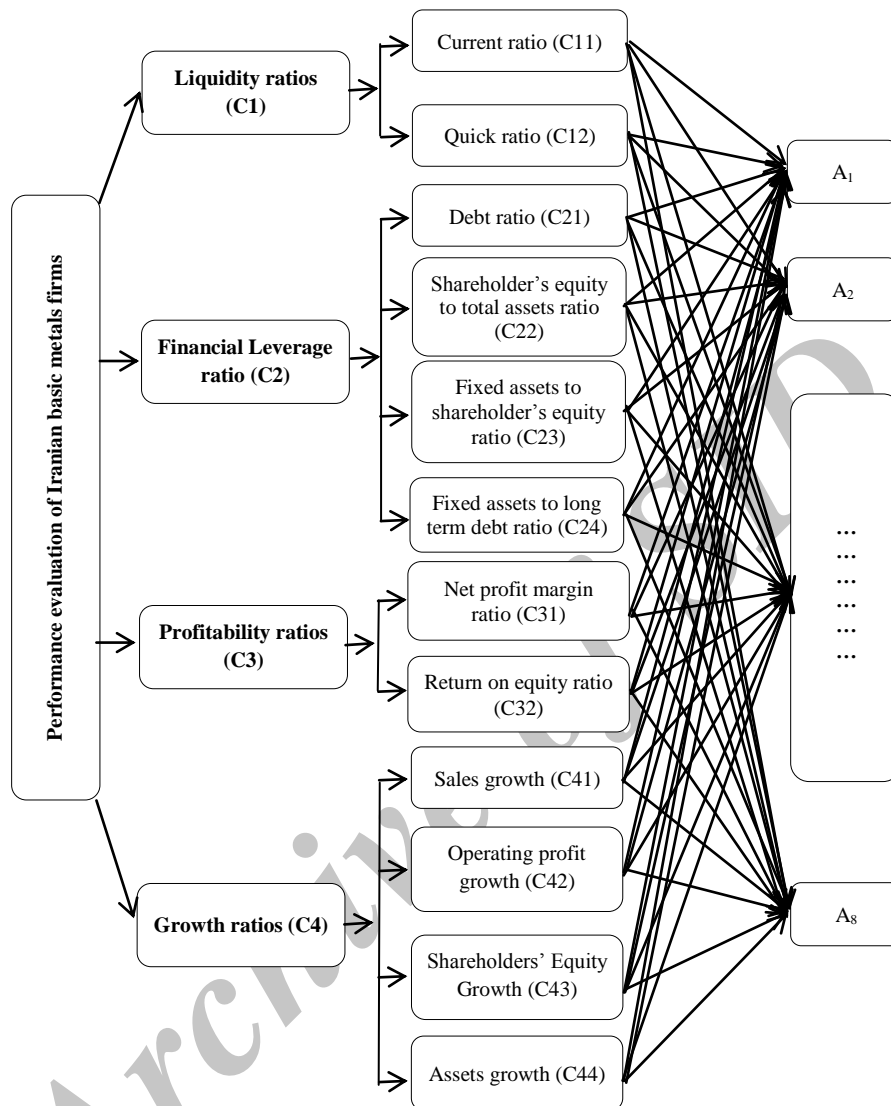 Performance evaluation of Iranian basic metals firms
Liquidity ratios
(C1)
Current ratio (C11)
Quick ratio (C12)
Financial Leverage
ratio (C2)
Debt ratio (C21)
Shareholder’s equity
to total assets ratio
(C22)
Fixed assets to
shareholder’s equity
ratio (C23)
Fixed assets to long
term debt ratio (C24)
Profitability ratios
(C3)
Net profit margin
ratio (C31)
Return on equity ratio
(C32)
Growth ratios (C4)
Sales growth (C41)
Operating profit
growth (C42)
Shareholders’ Equity
Growth (C43)
Assets growth (C44)
A₁
A₂
...
...
...
...
...
...
A₈
Archive of SID